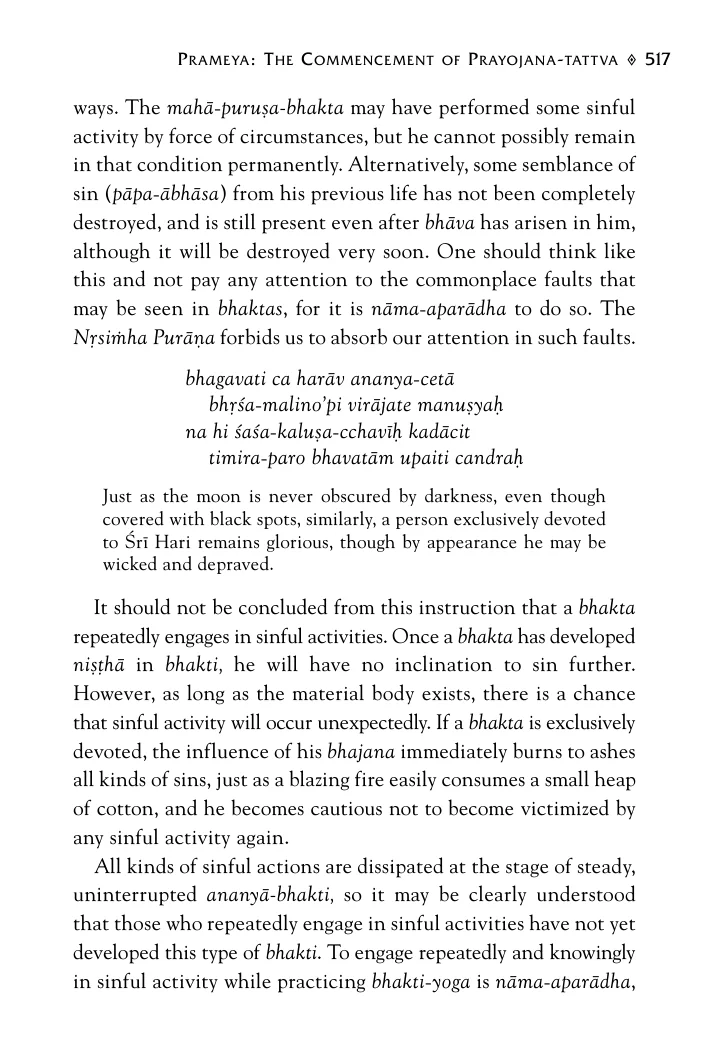 PRAMEYA: THE COMMENCEMENT OF PRAYOJANA-TATTVA ◊ 517
ways. The mahā-puruṣa-bhakta may have performed some sinful
activity by force of circumstances, but he cannot possibly remain
in that condition permanently. Alternatively, some semblance of
sin (pāpa-ābhāsa) from his previous life has not been completely
destroyed, and is still present even after bhāva has arisen in him,
although it will be destroyed very soon. One should think like
this and not pay any attention to the commonplace faults that
may be seen in bhaktas, for it is nāma-aparādha to do so. The
Nṛsiṁha Purāṇa forbids us to absorb our attention in such faults.
bhagavati ca harāv ananya-cetā
bhṛśa-malino'pi virājate manuṣyaḥ
na hi śaśa-kaluṣa-cchavīḥ kadācit
timira-paro bhavatām upaiti candraḥ
Just as the moon is never obscured by darkness, even though
covered with black spots, similarly, a person exclusively devoted
to Śrī Hari remains glorious, though by appearance he may be
wicked and depraved.
It should not be concluded from this instruction that a bhakta
repeatedly engages in sinful activities. Once a bhakta has developed
niṣṭhā in bhakti, he will have no inclination to sin further.
However, as long as the material body exists, there is a chance
that sinful activity will occur unexpectedly. If a bhakta is exclusively
devoted, the influence of his bhajana immediately burns to ashes
all kinds of sins, just as a blazing fire easily consumes a small heap
of cotton, and he becomes cautious not to become victimized by
any sinful activity again.
All kinds of sinful actions are dissipated at the stage of steady,
uninterrupted ananyā-bhakti, so it may be clearly understood
that those who repeatedly engage in sinful activities have not yet
developed this type of bhakti. To engage repeatedly and knowingly
in sinful activity while practicing bhakti-yoga is nāma-aparādha,